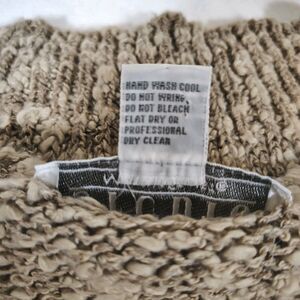 HAND WASH COOL
DO NOT WRING
DO NOT BLEACH
FLAT DRY OR
PROFESSIONAL
DRY CLEAN